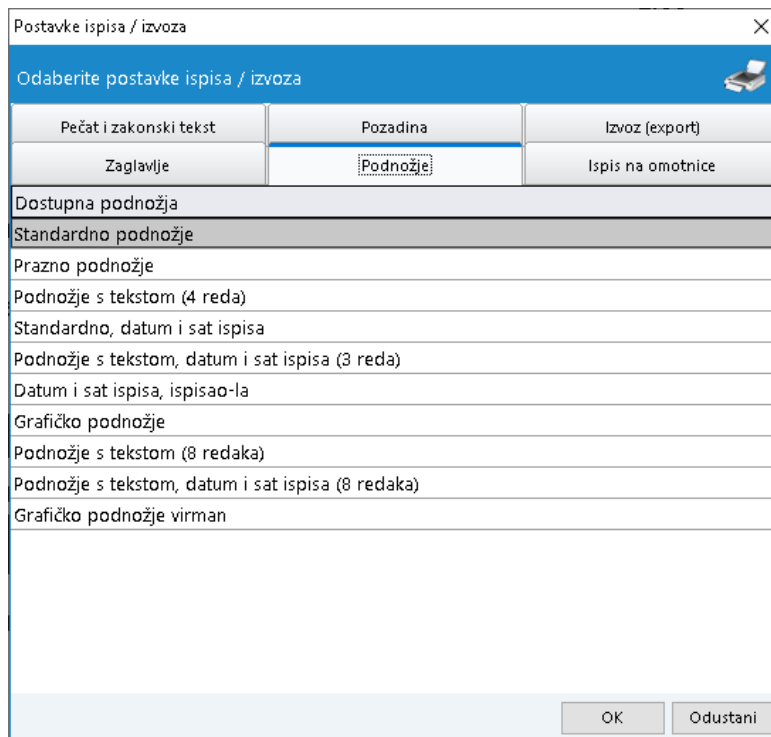 Postavke ispisa / izvoza
Odaberite postavke ispisa / izvoza
Pečat i zakonski tekst Pozadina Izvoz (export)
Zaglavlje Podnožje Ispis na omotnice
Dostupna podnožja
Standardno podnožje
Prazno podnožje
Podnožje s tekstom (4 reda)
Standardno, datum i sat ispisa
Podnožje s tekstom, datum i sat ispisa (3 reda)
Datum i sat ispisa, ispisao-la
Grafičko podnožje
Podnožje s tekstom (8 redaka)
Podnožje s tekstom, datum i sat ispisa (8 redaka)
Grafičko podnožje virman
OK Odustani